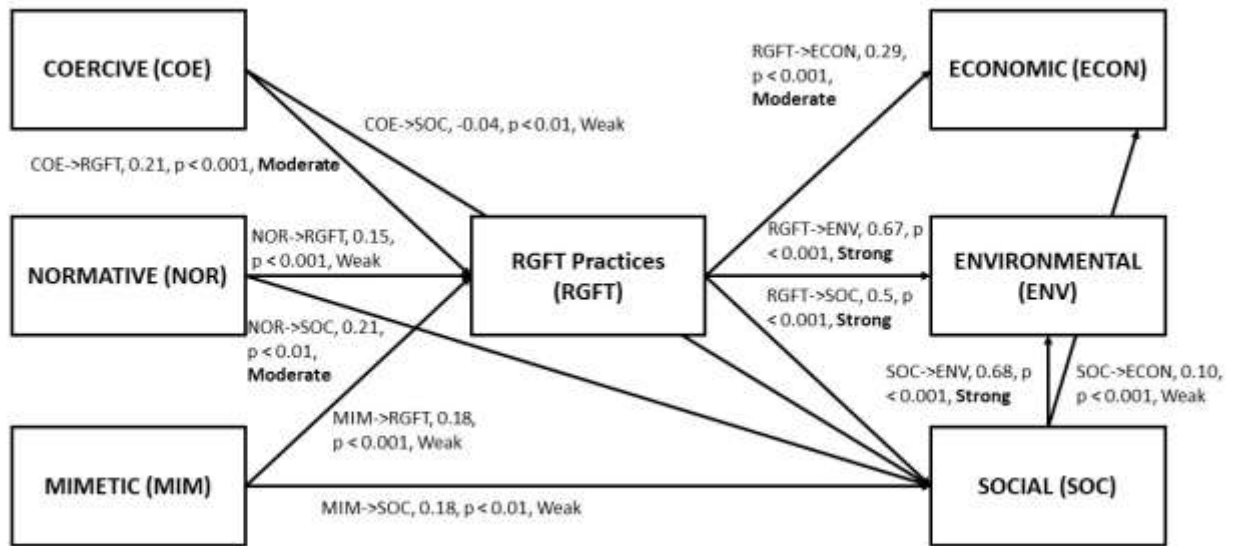 COERCIVE (COE)
RGFT->ECON, 0.29,
p < 0.001,
Moderate
ECONOMIC (ECON)
COE->SOC, -0.04, p < 0.01, Weak
COE->RGFT, 0.21, p < 0.001, Moderate
NORMATIVE (NOR)
NOR->RGFT, 0.15,
p < 0.001, Weak
RGFT Practices
(RGFT)
RGFT->ENV, 0.67, p
< 0.001, Strong
ENVIRONMENTAL
(ENV)
RGFT->SOC, 0.5, p
< 0.001, Strong
NOR->SOC, 0.21,
p < 0.01,
Moderate
SOC->ENV, 0.68, p
< 0.001, Strong
SOC->ECON, 0.10,
p < 0.001, Weak
MIM->RGFT, 0.18,
p < 0.001, Weak
MIMETIC (MIM)
MIM->SOC, 0.18, p < 0.01, Weak
SOCIAL (SOC)